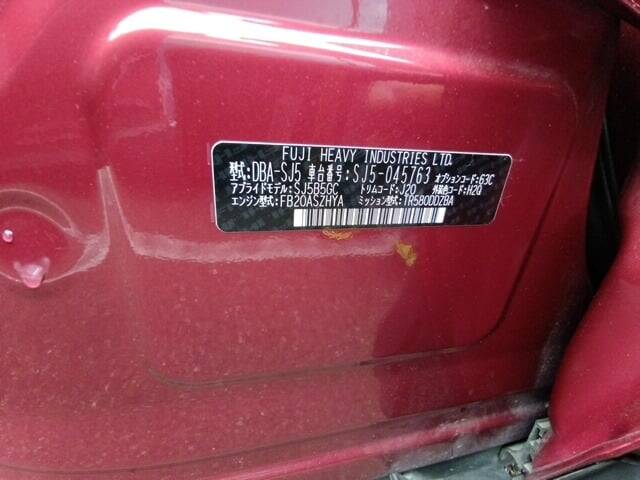 FUJI HEAVY INDUSTRIES LTD.
型式:DBA-SJ5 車台番号:SJ5-045763 オプションコード:63C
アプライドモデル:SJ5B5GC トリムコード:J20 外装色コード:H2Q
エンジン型式:FB20ASZHYA ミッション型式:TR580DDZBA